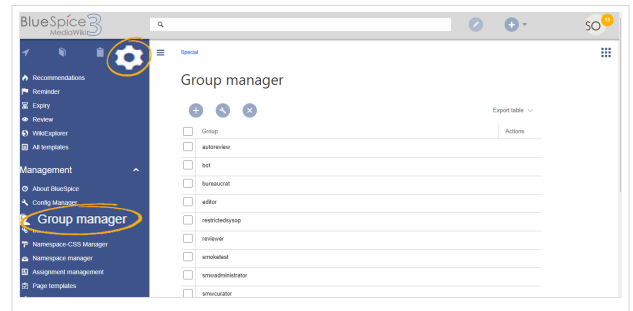 BlueSpice 3
MediaWiki
SO
Special
Group manager
Export table
Group
Actions
autoreview
bot
bureaucrat
editor
restrictedsysop
reviewer
smoketest
smwadministrator
smwcurator
Recommendations
Reminder
Expiry
Review
WikiExplorer
All templates
Management
About BlueSpice
Config Manager
Group manager
Namespace-CSS Manager
Namespace manager
Assignment management
Page templates